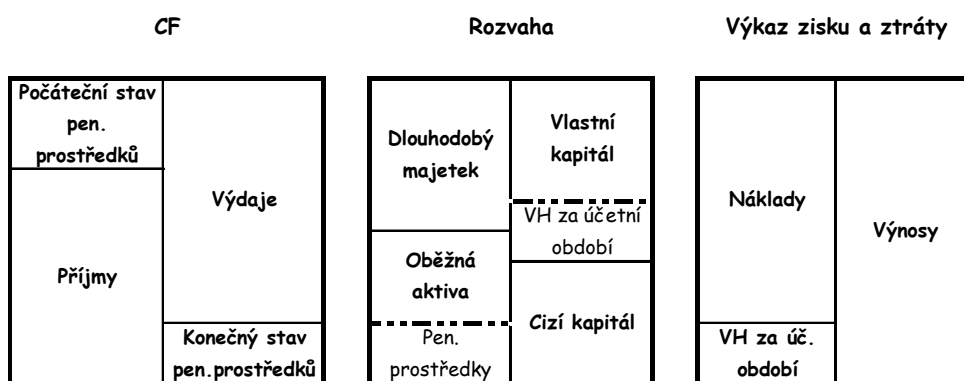 CF
Počáteční stav
pen.
prostředků
Příjmy
Výdaje
Konečný stav
pen.prostředků
Rozvaha
Dlouhodobý
majetek
Oběžná
aktiva
Pen.
prostředky
Vlastní
kapitál
VH za účetní
období
Cizí kapitál
Výkaz zisku a ztráty
Náklady
VH za úč.
období
Výnosy